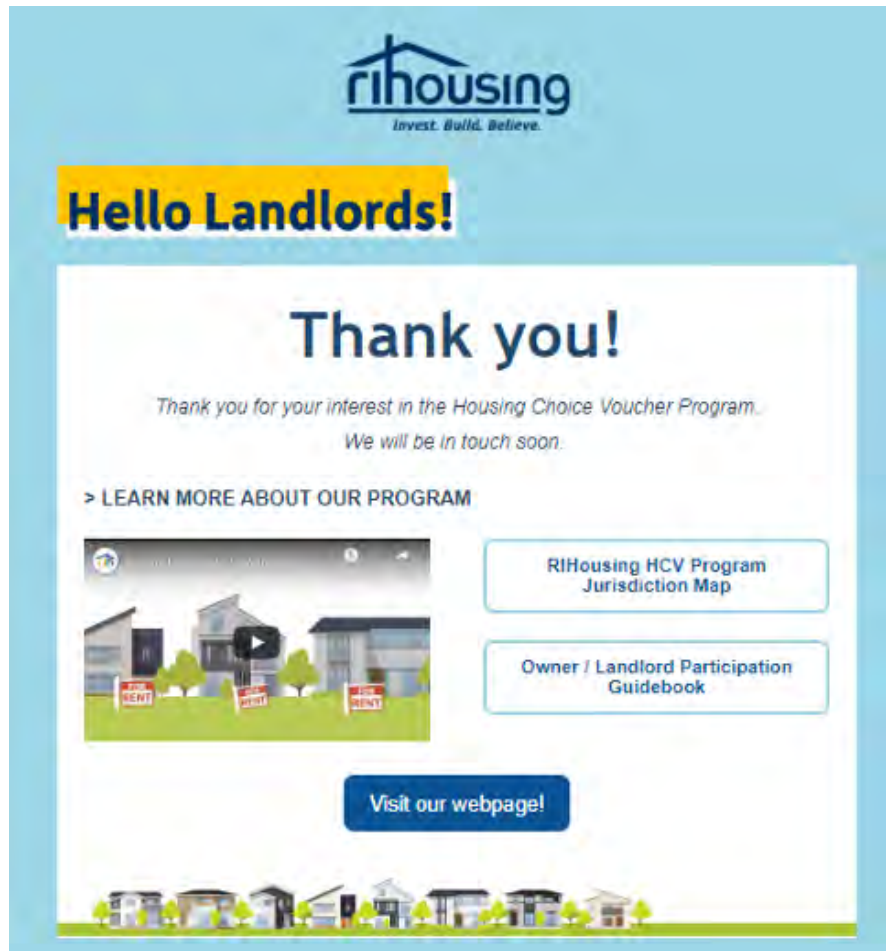 rihousing
Invest. Build. Believe.
Hello Landlords!
Thank you!
Thank you for your interest in the Housing Choice Voucher Program.
We will be in touch soon.
> LEARN MORE ABOUT OUR PROGRAM
RIHousing HCV Program
Jurisdiction Map
FOR
RENT
FOR
RENT
FOR
RENT
Owner / Landlord Participation
Guidebook
Visit our webpage!